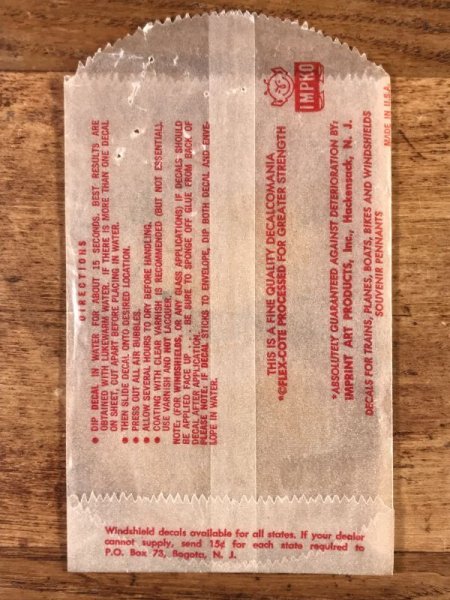 DIRECTIONS
● DIP DECAL IN WATER FOR ABOUT 15 SECONDS. BEST RESULTS ARE
OBTAINED WITH LUKEWARM WATER. IF THERE IS MORE THAN ONE DECAL
ON SHEET, CUT APART BEFORE PLACING IN WATER.
● THEN SLIDE DECAL ONTO DESIRED LOCATION.
● PRESS OUT ALL AIR BUBBLES.
● ALLOW SEVERAL HOURS TO DRY BEFORE HANDLING.
● COATING WITH CLEAR VARNISH IS RECOMMENDED (BUT NOT ESSENTIAL).
USE VARNISH AND NOT LACQUER.
NOTE: (FOR WINDSHIELDS, OR ANY GLASS APPLICATIONS) IF DECALS SHOULD
BE APPLIED FACE UP . . . BE SURE TO SPONGE OFF GLUE FROM BACK OF
DECAL AFTER APPLICATION.
PLEASE NOTE: IF DECAL STICKS TO ENVELOPE, DIP BOTH DECAL AND ENVE-
LOPE IN WATER.
IMPKO
THIS IS A FINE QUALITY DECALCOMANIA
*CPLEX-COTE PROCESSED FOR GREATER STRENGTH
*ABSOLUTELY GUARANTEED AGAINST DETERIORATION BY:
IMPRINT ART PRODUCTS, Inc., Hackensack, N. J.
DECALS FOR TRAINS, PLANES, BOATS, BIKES AND WINDSHIELDS
SOUVENIR PENNANTS
MADE IN U.S.A.
Windshield decals available for all states. If your dealer
cannot supply, send 15¢ for each state required to
P.O. Box 73, Bogota, N. J.